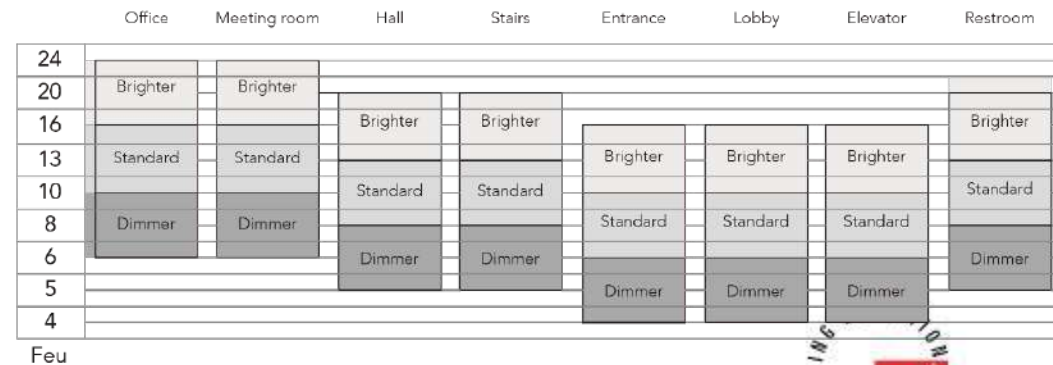 Office Meeting room Hall Stairs Entrance Lobby Elevator Restroom
24
20 Brighter Brighter
16 Brighter Brighter Brighter
13 Standard Standard Brighter Brighter Brighter
10 Standard Standard Standard
8 Dimmer Dimmer Standard Standard Standard
6 Dimmer Dimmer Dimmer
5 Dimmer Dimmer Dimmer
4
Feu